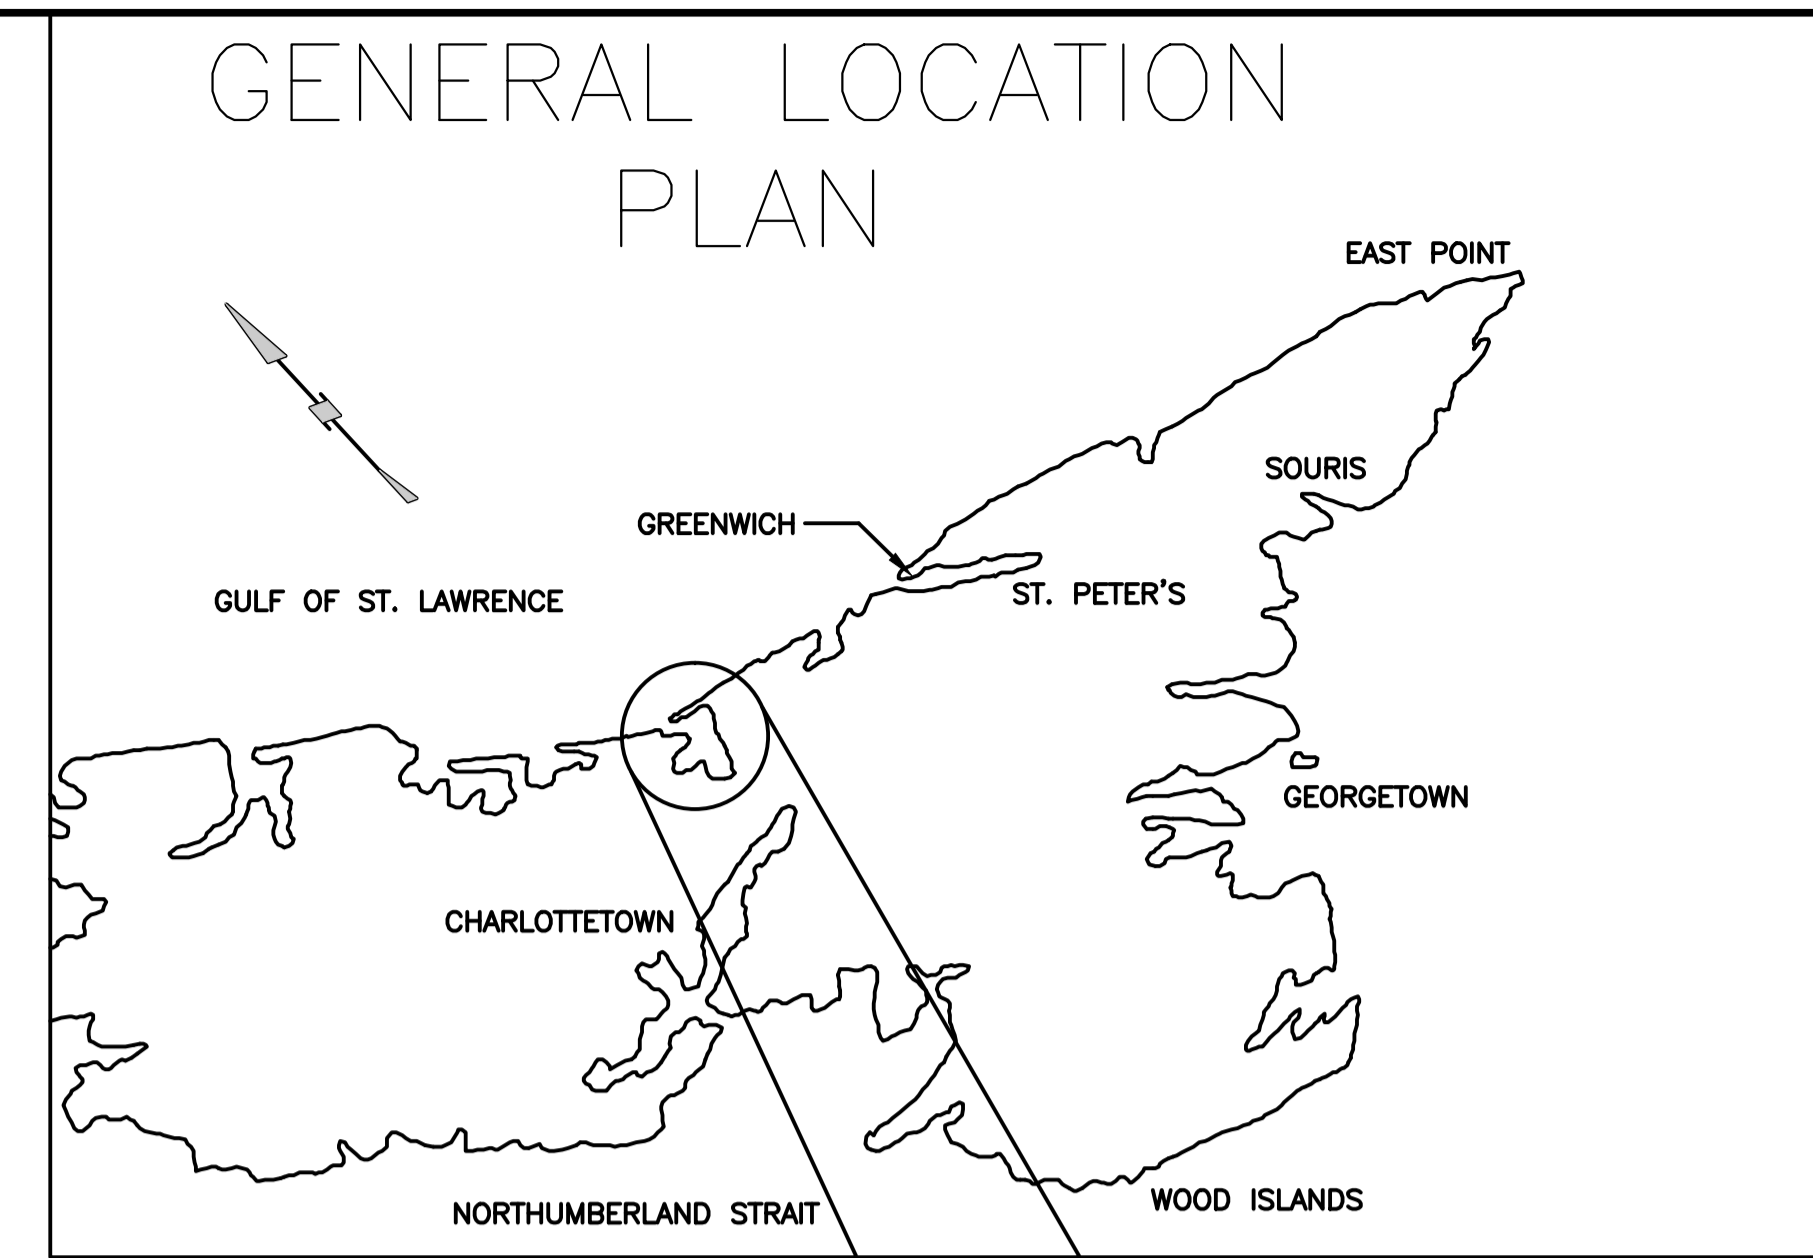 GENERAL LOCATION
PLAN
EAST POINT
SOURIS
GREENWICH
ST. PETER'S
GULF OF ST. LAWRENCE
GEORGETOWN
CHARLOTTETOWN
WOOD ISLANDS
NORTHUMBERLAND STRAIT